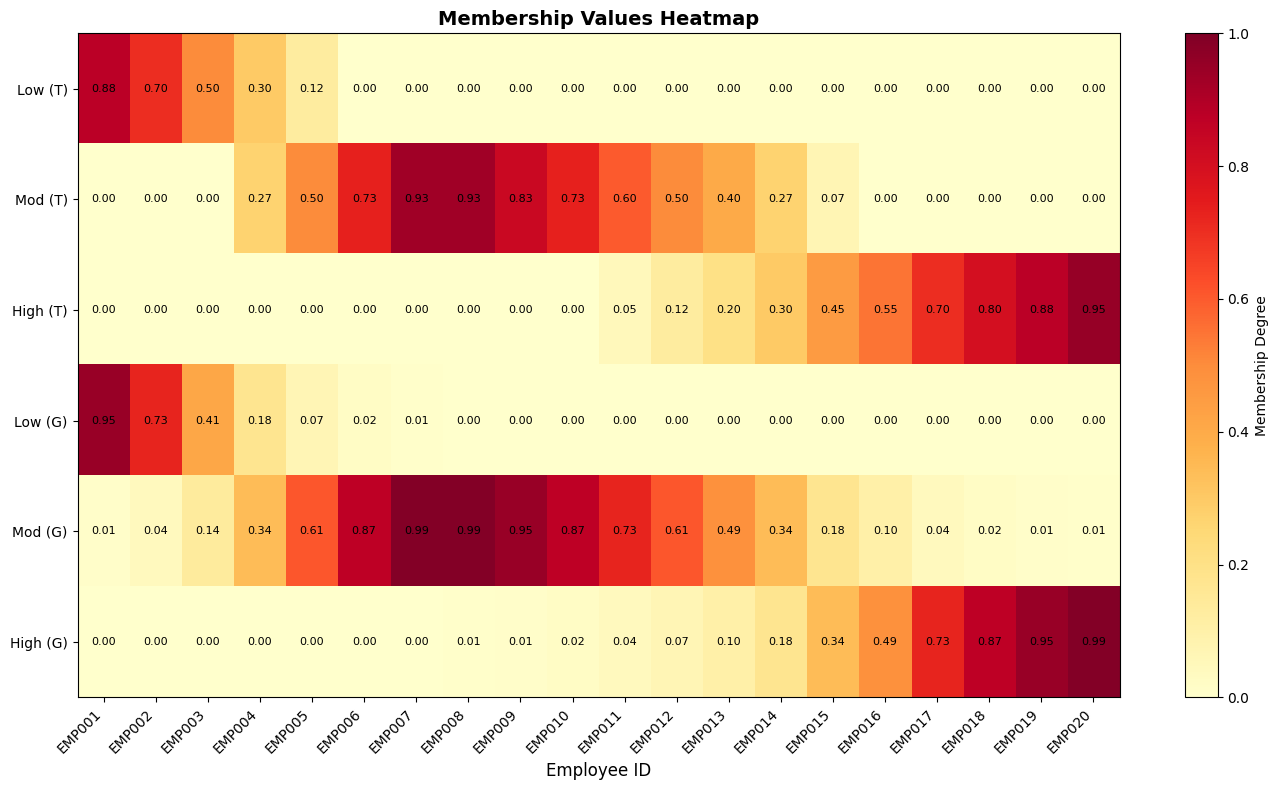 Membership Values Heatmap
Low (T) 0.88 0.70 0.50 0.30 0.12 0.00 0.00 0.00 0.00 0.00 0.00 0.00 0.00 0.00 0.00 0.00 0.00 0.00 0.00 0.00
Mod (T) 0.00 0.00 0.00 0.27 0.50 0.73 0.93 0.93 0.83 0.73 0.60 0.50 0.40 0.27 0.07 0.00 0.00 0.00 0.00 0.00
High (T) 0.00 0.00 0.00 0.00 0.00 0.00 0.00 0.00 0.00 0.00 0.05 0.12 0.20 0.30 0.45 0.55 0.70 0.80 0.88 0.95
Low (G) 0.95 0.73 0.41 0.18 0.07 0.02 0.01 0.00 0.00 0.00 0.00 0.00 0.00 0.00 0.00 0.00 0.00 0.00 0.00 0.00
Mod (G) 0.01 0.04 0.14 0.34 0.61 0.87 0.99 0.99 0.95 0.87 0.73 0.61 0.49 0.34 0.18 0.10 0.04 0.02 0.01 0.01
High (G) 0.00 0.00 0.00 0.00 0.00 0.00 0.00 0.01 0.01 0.02 0.04 0.07 0.10 0.18 0.34 0.49 0.73 0.87 0.95 0.99
EMP001 EMP002 EMP003 EMP004 EMP005 EMP006 EMP007 EMP008 EMP009 EMP010 EMP011 EMP012 EMP013 EMP014 EMP015 EMP016 EMP017 EMP018 EMP019 EMP020
Employee ID
1.0
0.8
0.6
0.4
0.2
0.0
Membership Degree